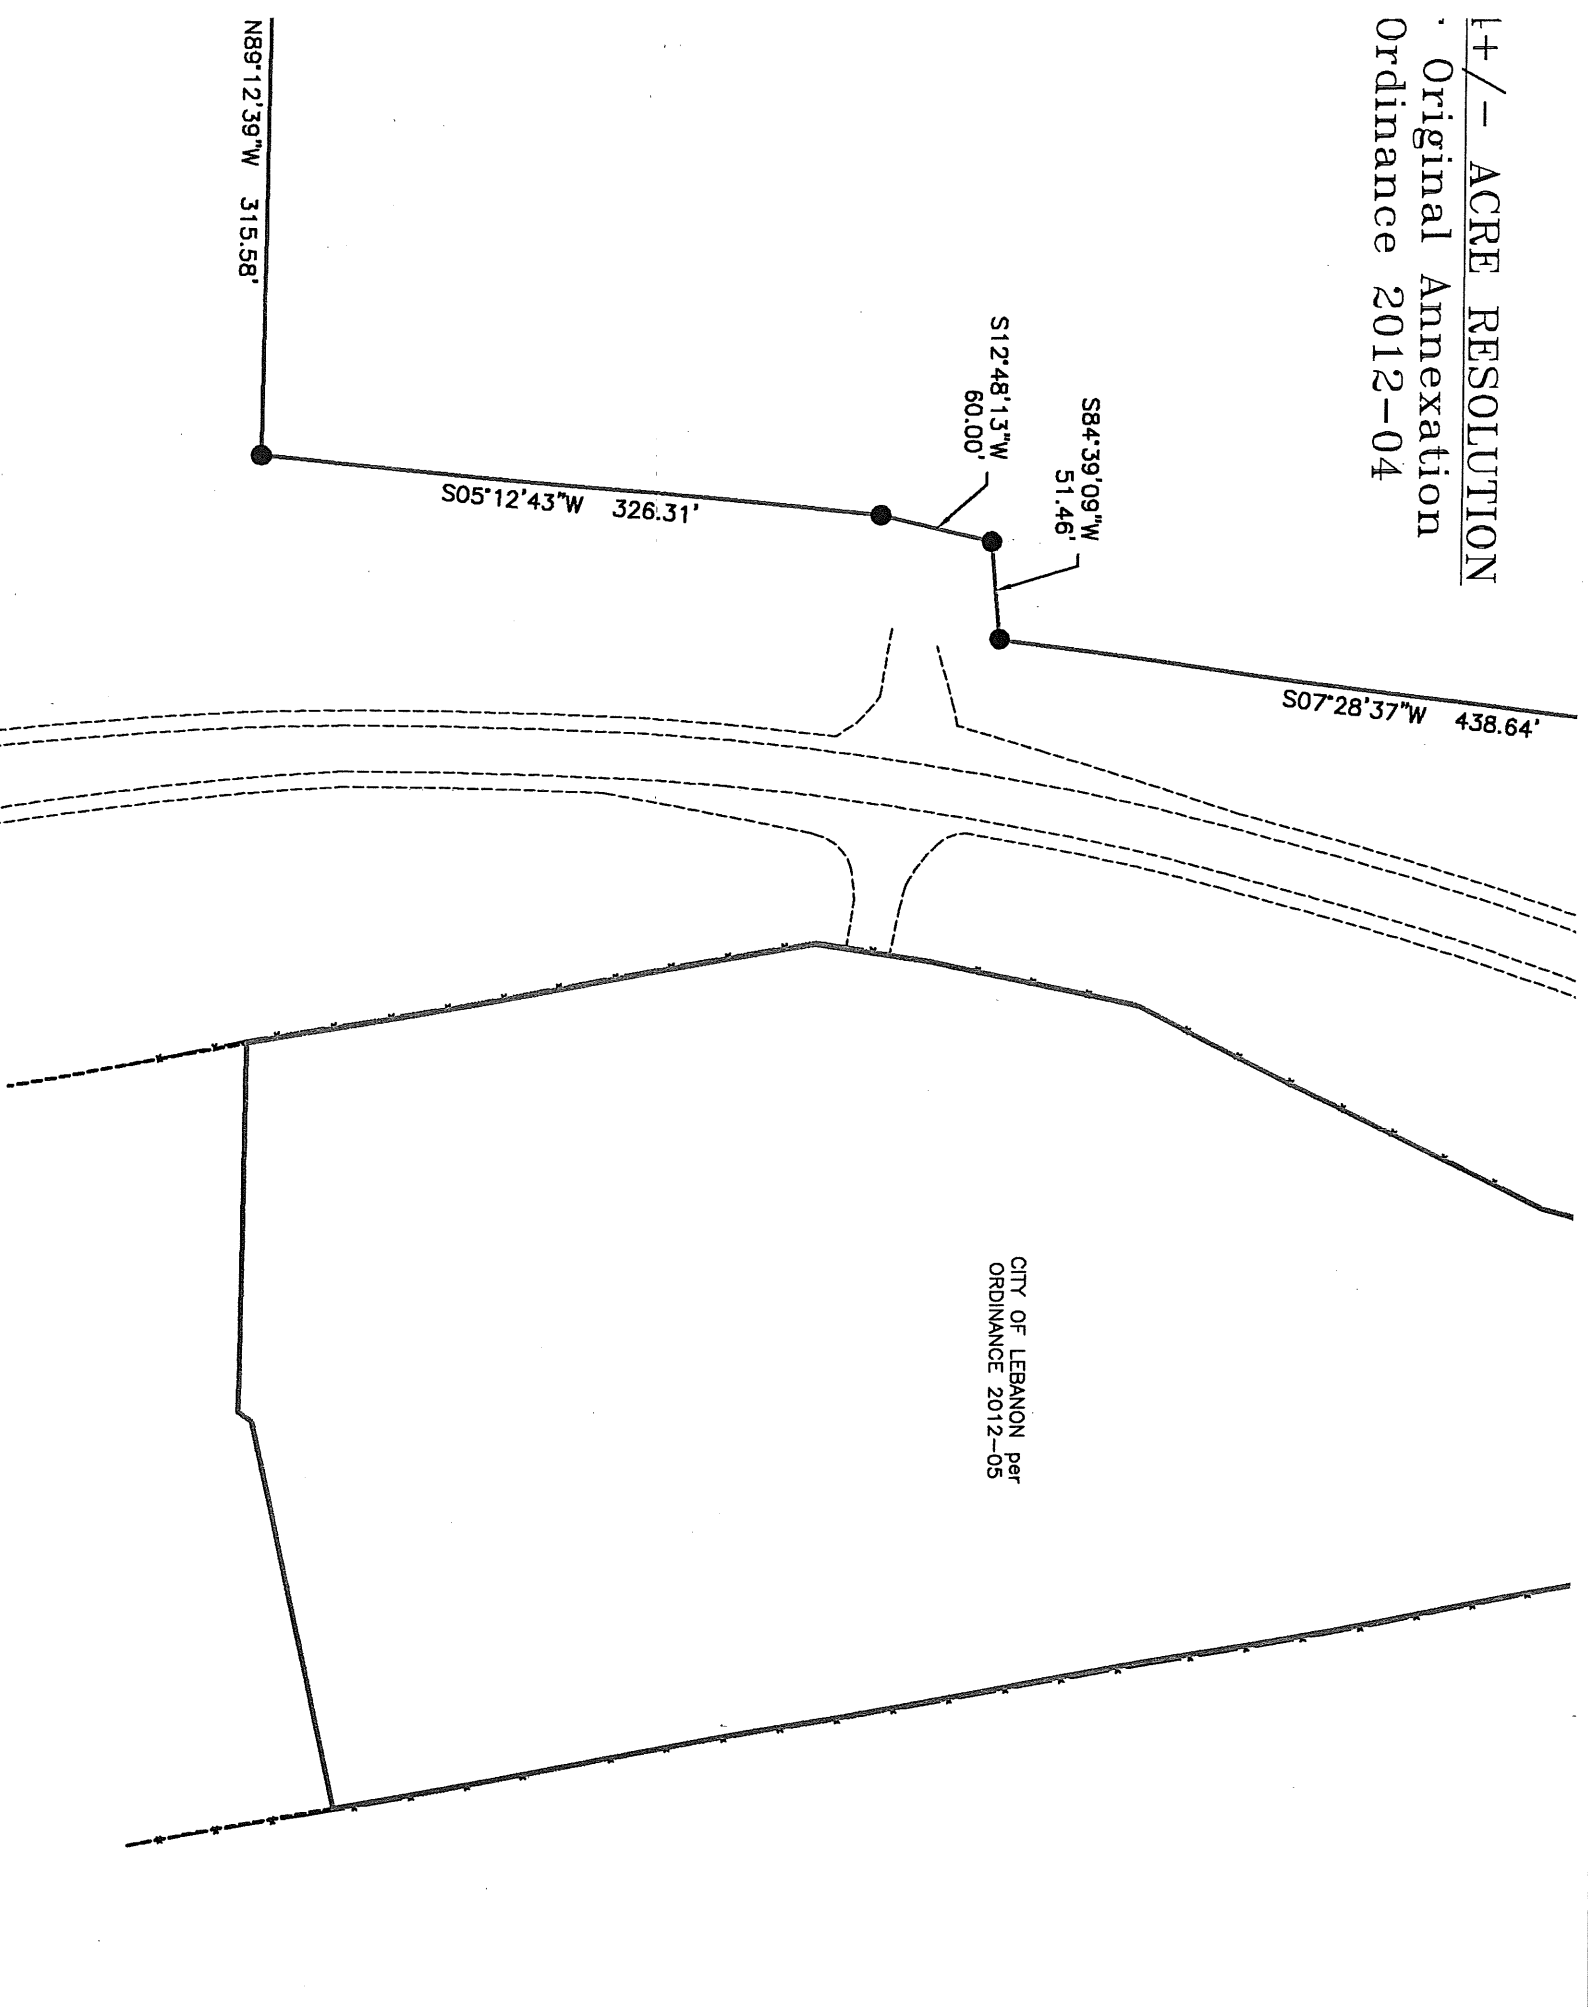 +/- ACRE RESOLUTION
Original Annexation
Ordinance 2012-04
S07°28'37"W 438.64'
S84°39'09"W
51.46'
S12°48'13"W
60.00'
S05°12'43"W 326.31'
N89°12'39"W 315.58'
CITY OF LEBANON per
ORDINANCE 2012-05